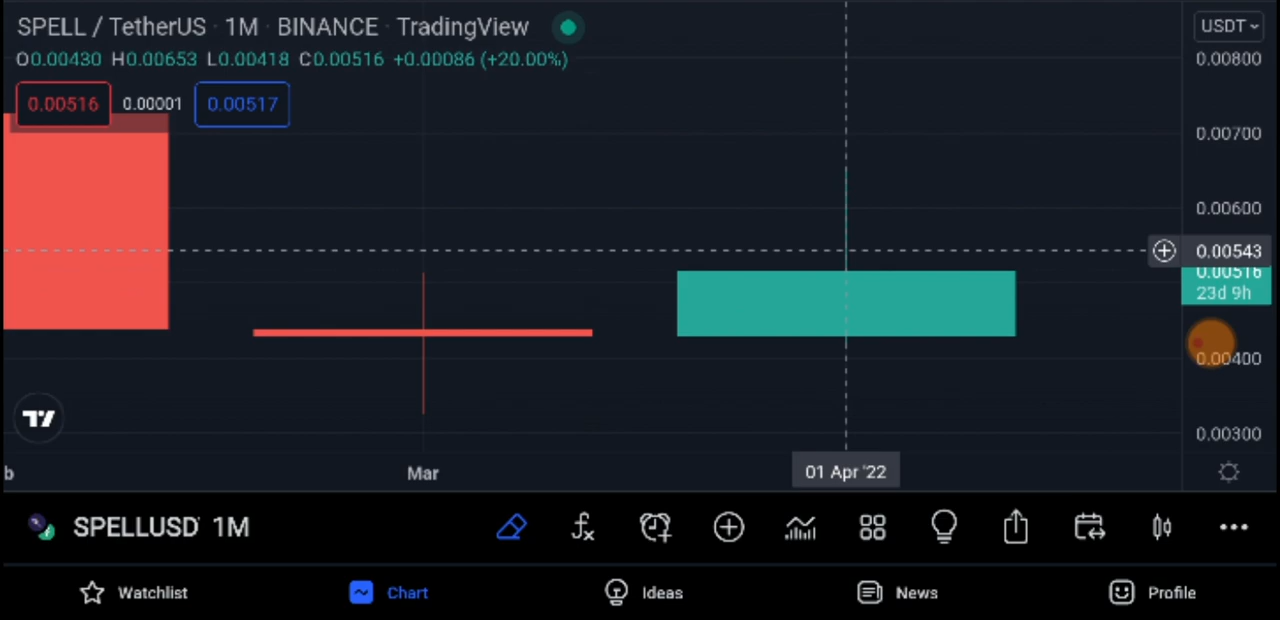 SPELL / TetherUS · 1M · BINANCE · TradingView
USDT
O0.00430 H0.00653 L0.00418 C0.00516 +0.00086 (+20.00%)
0.00516 0.00001 0.00517
0.00800
0.00700
0.00600
0.00543
0.00516
23d 9h
0.00400
0.00300
b Mar 01 Apr '22
SPELLUSD 1M
Watchlist Chart Ideas News Profile